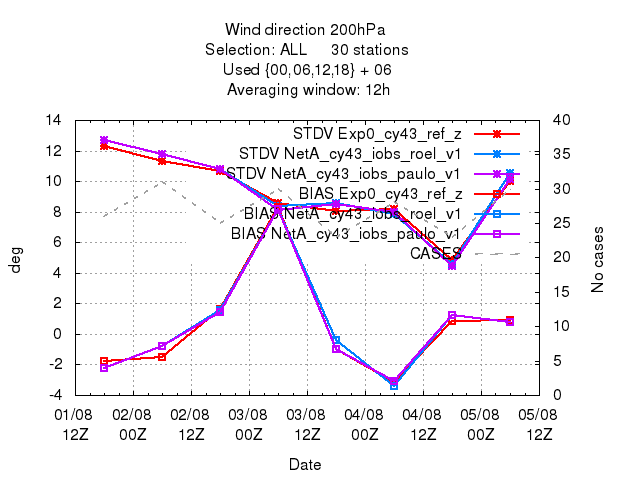 Wind direction 200hPa
Selection: ALL 30 stations
Used {00,06,12,18} + 06
Averaging window: 12h
14
12
10
8
6
4
2
0
-2
-4
deg
40
35
30
25
20
15
10
5
0
No cases
STDV Exp0_cy43_ref_z
STDV NetA_cy43_iobs_roel_v1
STDV NetA_cy43_iobs_paulo_v1
BIAS Exp0_cy43_ref_z
BIAS NetA_cy43_iobs_roel_v1
BIAS NetA_cy43_iobs_paulo_v1
CASES
01/08 02/08 02/08 03/08 03/08 04/08 04/08 05/08 05/08
12Z 00Z 12Z 00Z 12Z 00Z 12Z 00Z 12Z
Date